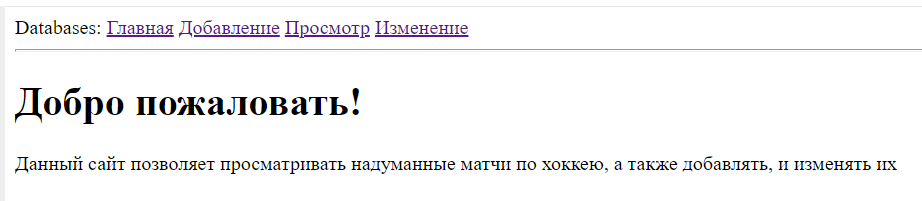 Databases: Главная Добавление Просмотр Изменение
Добро пожаловать!
Данный сайт позволяет просматривать надуманные матчи по хоккею, а также добавлять, и изменять их